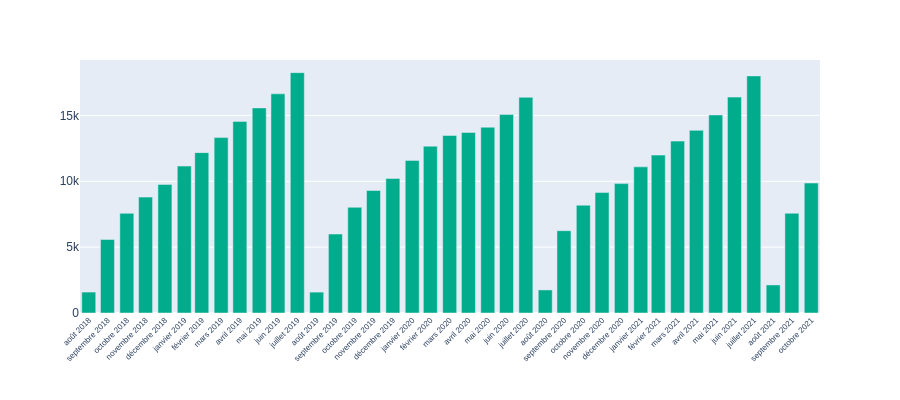 15k
10k
5k
0
août 2018
septembre 2018
octobre 2018
novembre 2018
décembre 2018
janvier 2019
février 2019
mars 2019
avril 2019
mai 2019
juin 2019
juillet 2019
août 2019
septembre 2019
octobre 2019
novembre 2019
décembre 2019
janvier 2020
février 2020
mars 2020
avril 2020
mai 2020
juin 2020
juillet 2020
août 2020
septembre 2020
octobre 2020
novembre 2020
décembre 2020
janvier 2021
février 2021
mars 2021
avril 2021
mai 2021
juin 2021
juillet 2021
août 2021
septembre 2021
octobre 2021